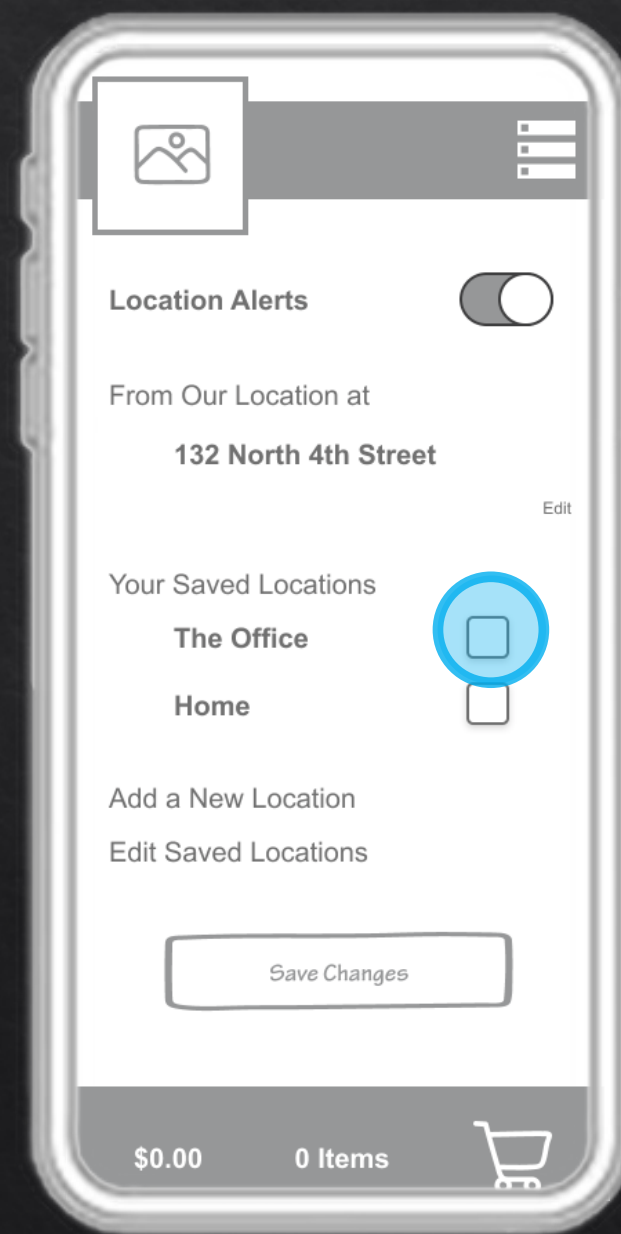 Location Alerts
From Our Location at
132 North 4th Street
Edit
Your Saved Locations
The Office
Home
Add a New Location
Edit Saved Locations
Save Changes
$0.00 0 Items